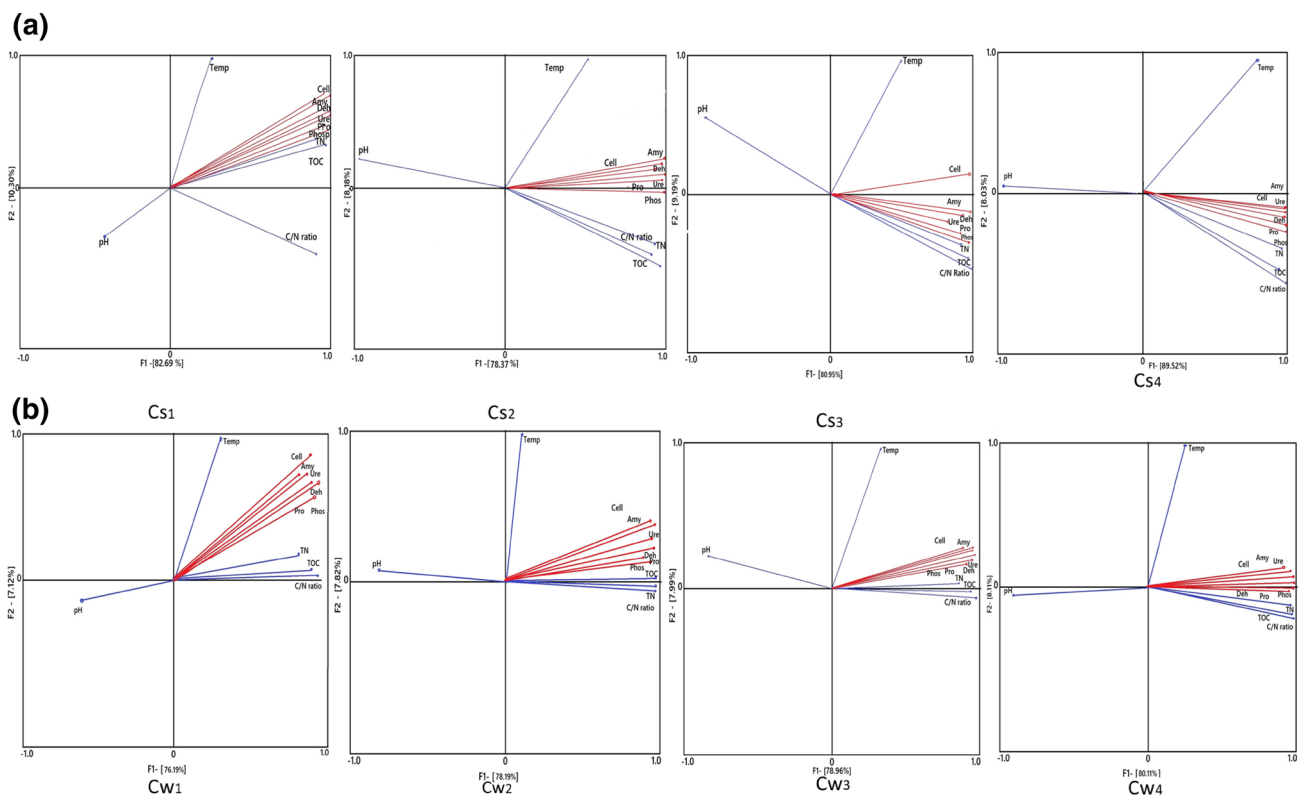 (a)
1.0
Temp
Cell
Amy
Deh
Ure
Pro
Phosp
TN
TOC
C/N ratio
pH
0
F2 - [10.30%]
-1.0
0
1.0
F1 -[82.69 %]
Cs1
1.0
Temp
pH
Amy
Cell
Deh
Ure
Pro
Phos
C/N ratio
TN
TOC
0
F2 - [8.18%]
-1.0
0
1.0
F1 -[78.37%]
Cs2
1.0
Temp
pH
Cell
Amy
Deh
Ure
Pro
Phos
TN
TOC
C/N Ratio
0
F2 - [9.19%]
-1.0
0
1.0
F1- [80.95%]
Cs3
1.0
Temp
pH
Amy
Cell
Ure
Deh
Pro
Phos
TN
TOC
C/N ratio
0
F2 - [8.03%]
-1.0
0
1.0
F1- [89.52%]
Cs4
(b)
1.0
Temp
Cell
Amy
Ure
Deh
Pro Phos
TN
TOC
C/N ratio
pH
0
F2 - [7.12%]
-1.0
0
1.0
F1- [76.19%]
Cw1
1.0
Temp
Cell
Amy
Ure
Deh
Phos
Pro
TOC
TN
C/N ratio
pH
0
F2 - [7.82%]
-1.0
0
1.0
F1- [78.19%]
Cw2
1.0
Temp
pH
Cell
Amy
Ure
Phos Pro Deh
TN
TOC
C/N ratio
0
F2 - [7.99%]
-1.0
0
1.0
F1- [78.96%]
Cw3
1.0
Temp
Amy Ure
Cell
pH
Deh Pro Phos
TN
TOC
C/N ratio
0
F2- [8.11%]
-1.0
0
1.0
F1- [80.11%]
Cw4